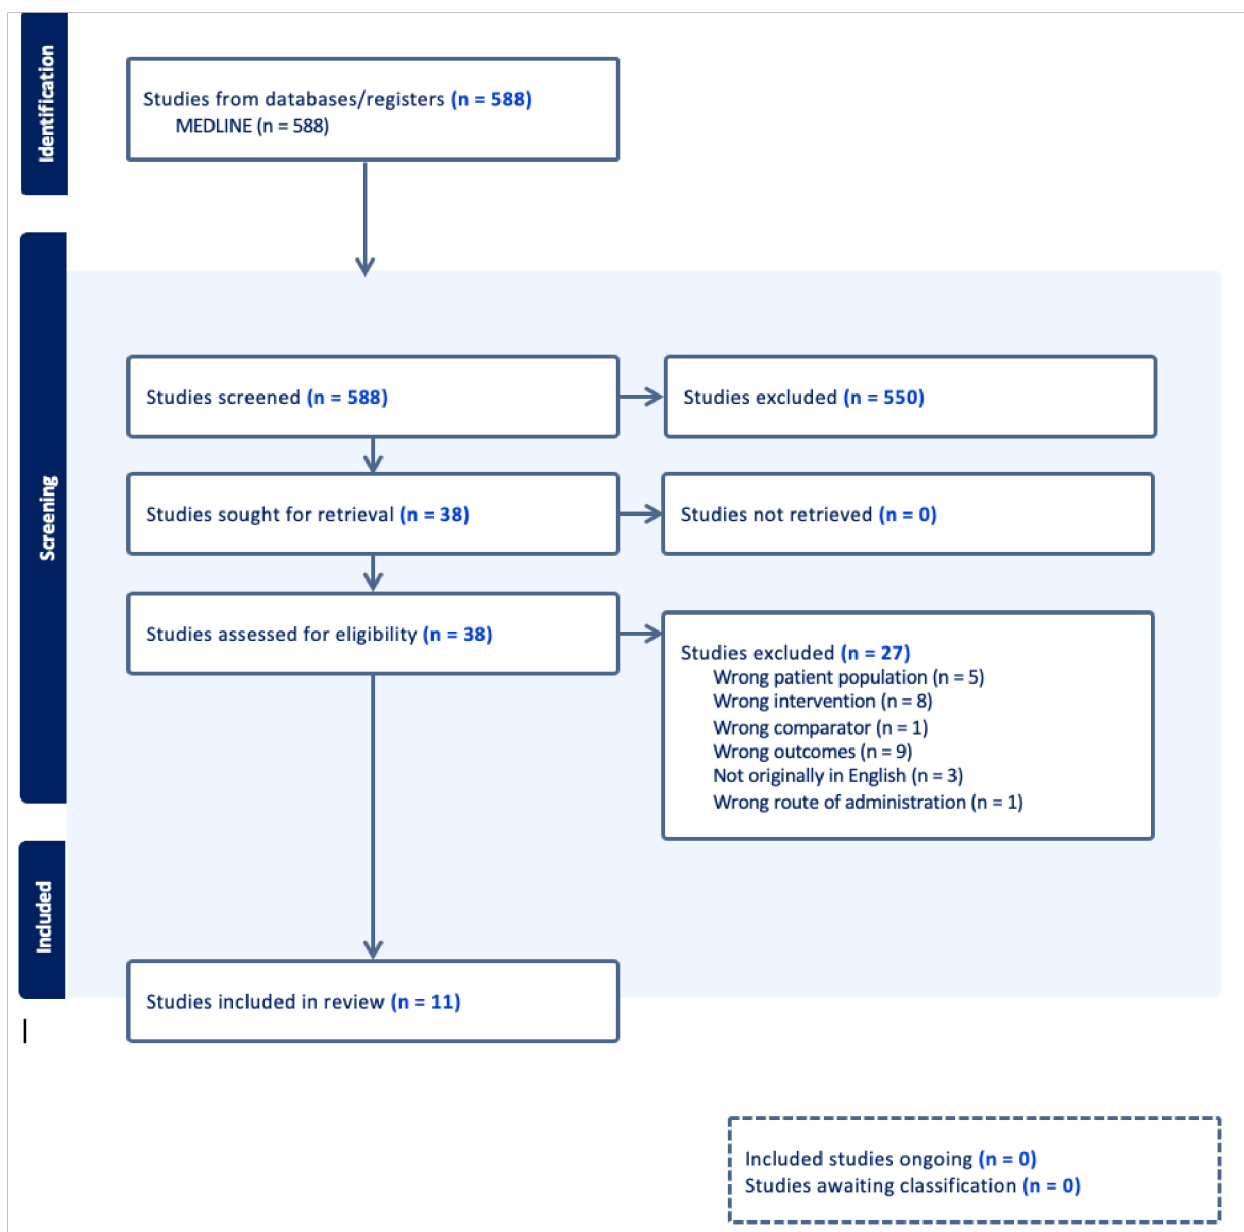 Identification
Studies from databases/registers (n = 588)
MEDLINE (n = 588)
Screening
Studies screened (n = 588)
Studies excluded (n = 550)
Studies sought for retrieval (n = 38)
Studies not retrieved (n = 0)
Studies assessed for eligibility (n = 38)
Studies excluded (n = 27)
Wrong patient population (n = 5)
Wrong intervention (n = 8)
Wrong comparator (n = 1)
Wrong outcomes (n = 9)
Not originally in English (n = 3)
Wrong route of administration (n = 1)
Included
Studies included in review (n = 11)
Included studies ongoing (n = 0)
Studies awaiting classification (n = 0)